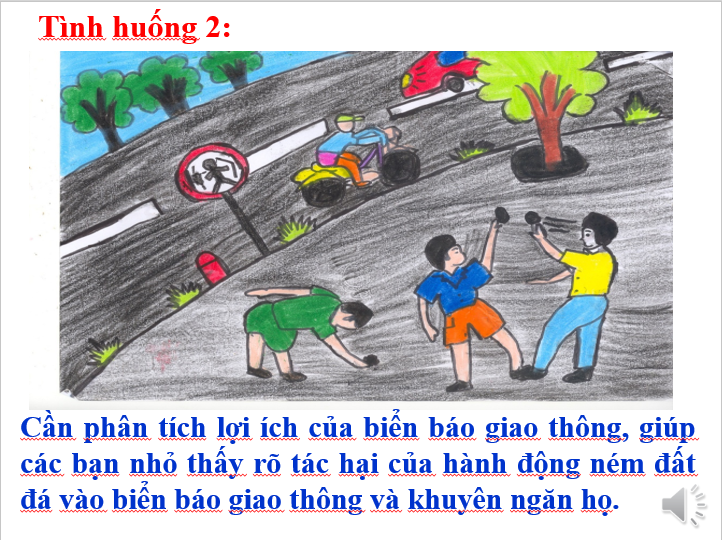 Tình huống 2:
Cần phân tích lợi ích của biển báo giao thông, giúp
các bạn nhỏ thấy rõ tác hại của hành động ném đất
đá vào biển báo giao thông và khuyên ngăn họ.